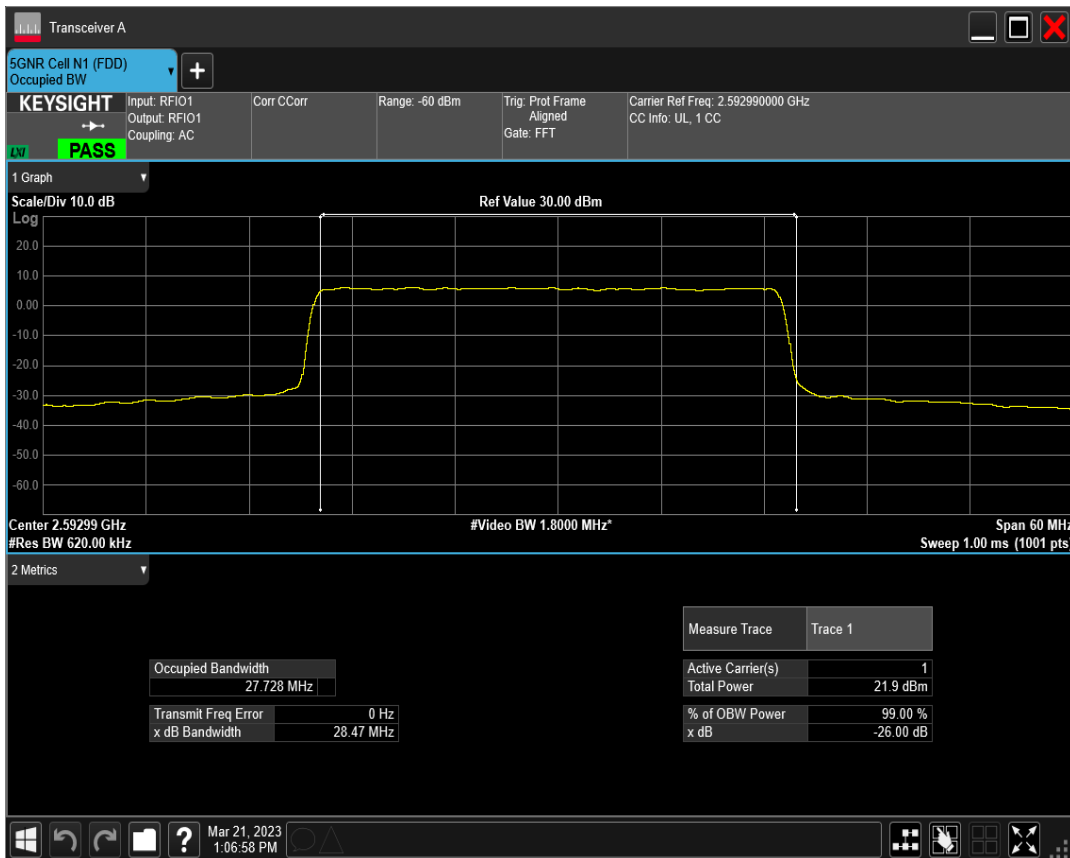 Transceiver A
5GNR Cell N1 (FDD)
Occupied BW
+
KEYSIGHT
LXI
PASS
Input: RFIO1
Output: RFIO1
Coupling: AC
Corr CCorr
Range: -60 dBm
Trig: Prot Frame
Aligned
Gate: FFT
Carrier Ref Freq: 2.592990000 GHz
CC Info: UL, 1 CC
1 Graph
Scale/Div 10.0 dB
Ref Value 30.00 dBm
Log
20.0
10.0
0.00
-10.0
-20.0
-30.0
-40.0
-50.0
-60.0
Center 2.59299 GHz
#Video BW 1.8000 MHz*
Span 60 MHz
#Res BW 620.00 kHz
Sweep 1.00 ms (1001 pts)
2 Metrics
Measure Trace Trace 1
Occupied Bandwidth
27.728 MHz
Active Carrier(s) 1
Total Power 21.9 dBm
Transmit Freq Error 0 Hz
x dB Bandwidth 28.47 MHz
% of OBW Power 99.00 %
x dB -26.00 dB
?
Mar 21, 2023
1:06:58 PM